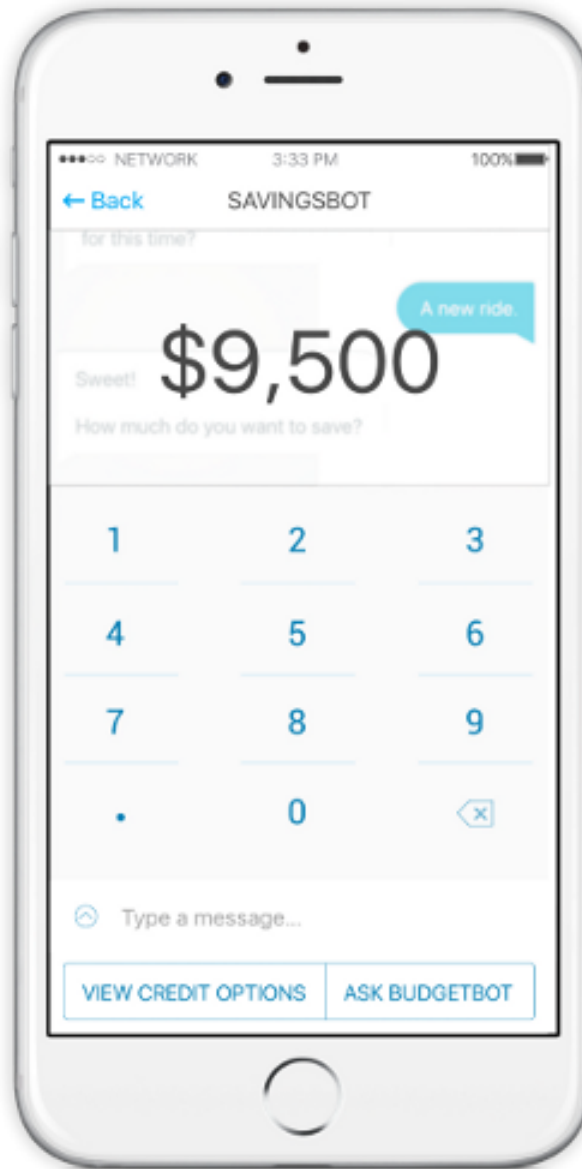 ●●●○○ NETWORK 3:33 PM 100%
← Back SAVINGSBOT
for this time?
A new ride.
$9,500
Sweet!
How much do you want to save?
1 2 3
4 5 6
7 8 9
. 0
Type a message...
VIEW CREDIT OPTIONS ASK BUDGETBOT